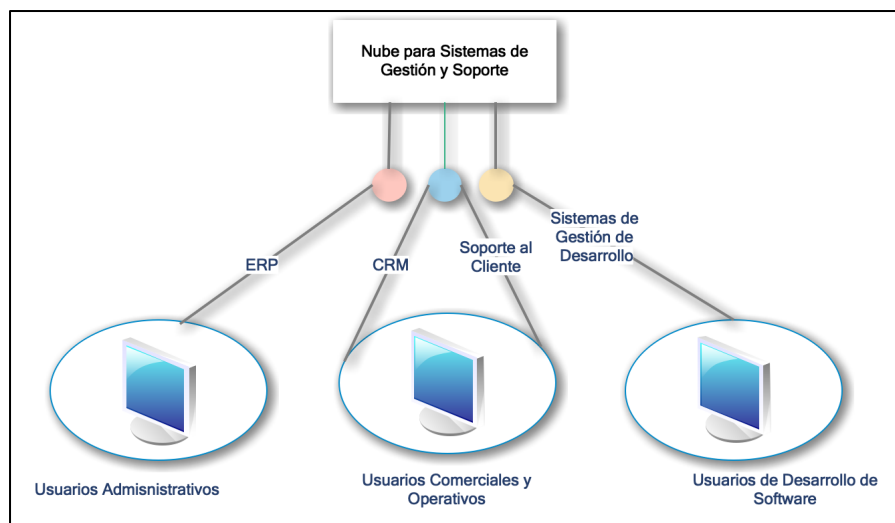 Nube para Sistemas de
Gestión y Soporte
Sistemas de
Gestión de
Desarrollo
ERP
CRM
Soporte al
Cliente
Usuarios Admisnistrativos
Usuarios Comerciales y
Operativos
Usuarios de Desarrollo de
Software